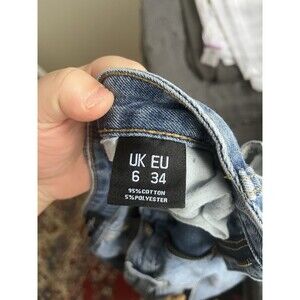 UK EU
6 34
95% COTTON
5% POLYESTER